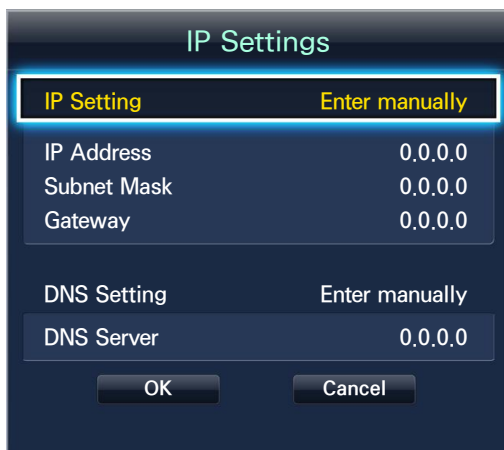 IP Settings
IP Setting Enter manually
IP Address 0.0.0.0
Subnet Mask 0.0.0.0
Gateway 0.0.0.0
DNS Setting Enter manually
DNS Server 0.0.0.0
OK Cancel